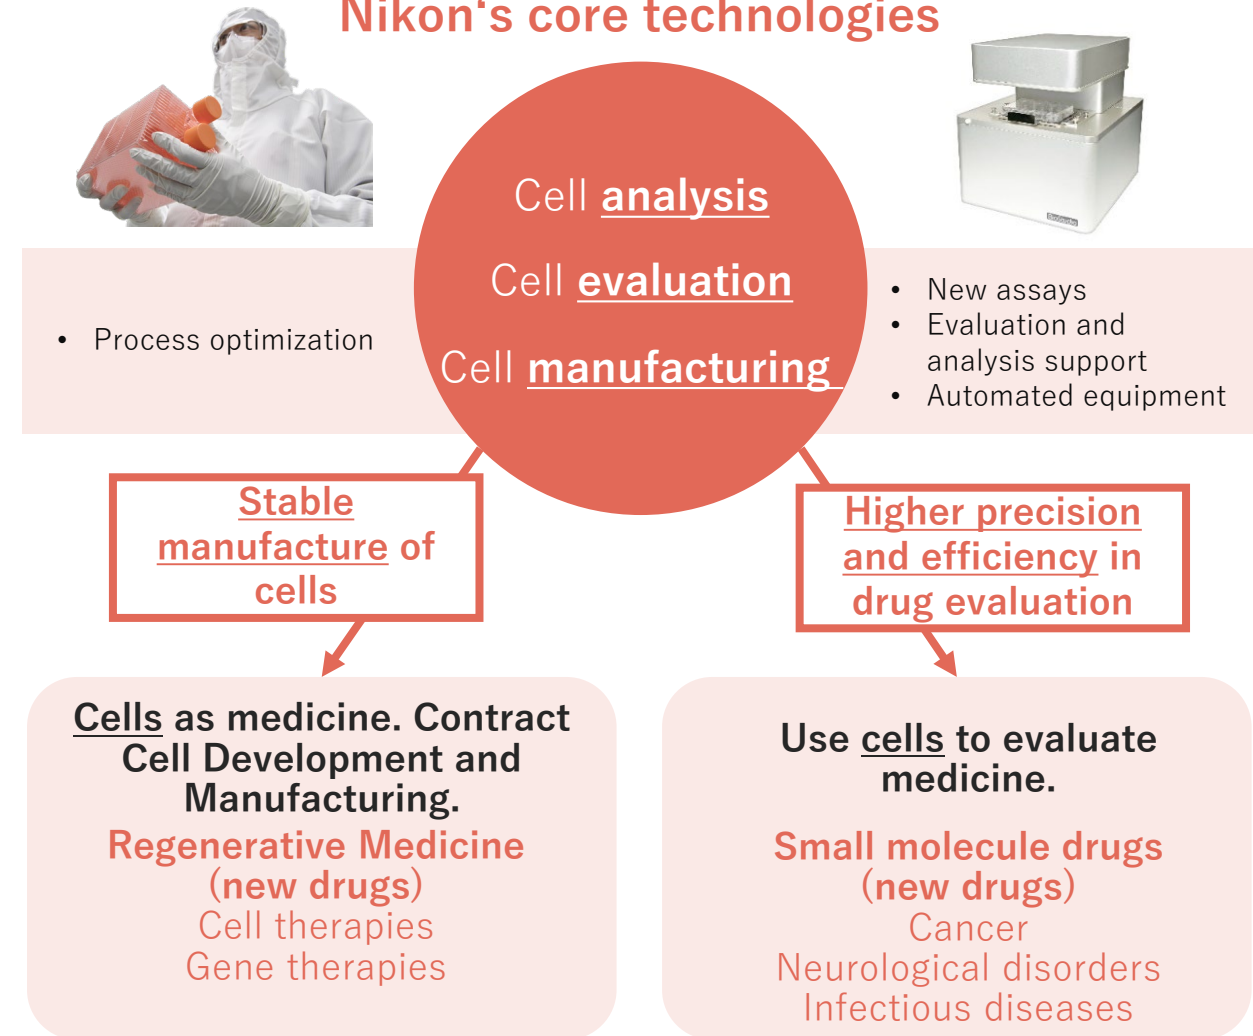 Nikon‘s core technologies
Cell analysis
Cell evaluation
Cell manufacturing
• Process optimization
• New assays
• Evaluation and
analysis support
• Automated equipment
Stable
manufacture of
cells
Higher precision
and efficiency in
drug evaluation
Cells as medicine. Contract
Cell Development and
Manufacturing.
Regenerative Medicine
(new drugs)
Cell therapies
Gene therapies
Use cells to evaluate
medicine.
Small molecule drugs
(new drugs)
Cancer
Neurological disorders
Infectious diseases